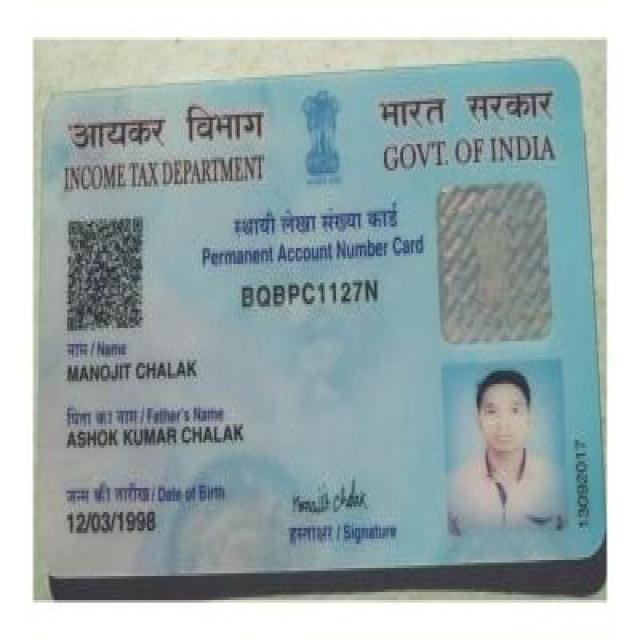 आयकर विभाग
INCOME TAX DEPARTMENT
भारत सरकार
GOVT. OF INDIA
स्थायी लेखा संख्या कार्ड
Permanent Account Number Card
BQBPC1127N
नाम / Name
MANOJIT CHALAK
पिता का नाम / Father's Name
ASHOK KUMAR CHALAK
जन्म की तारीख / Date of Birth
12/03/1998
Manojit Chalak
हस्ताक्षर / Signature
13092017